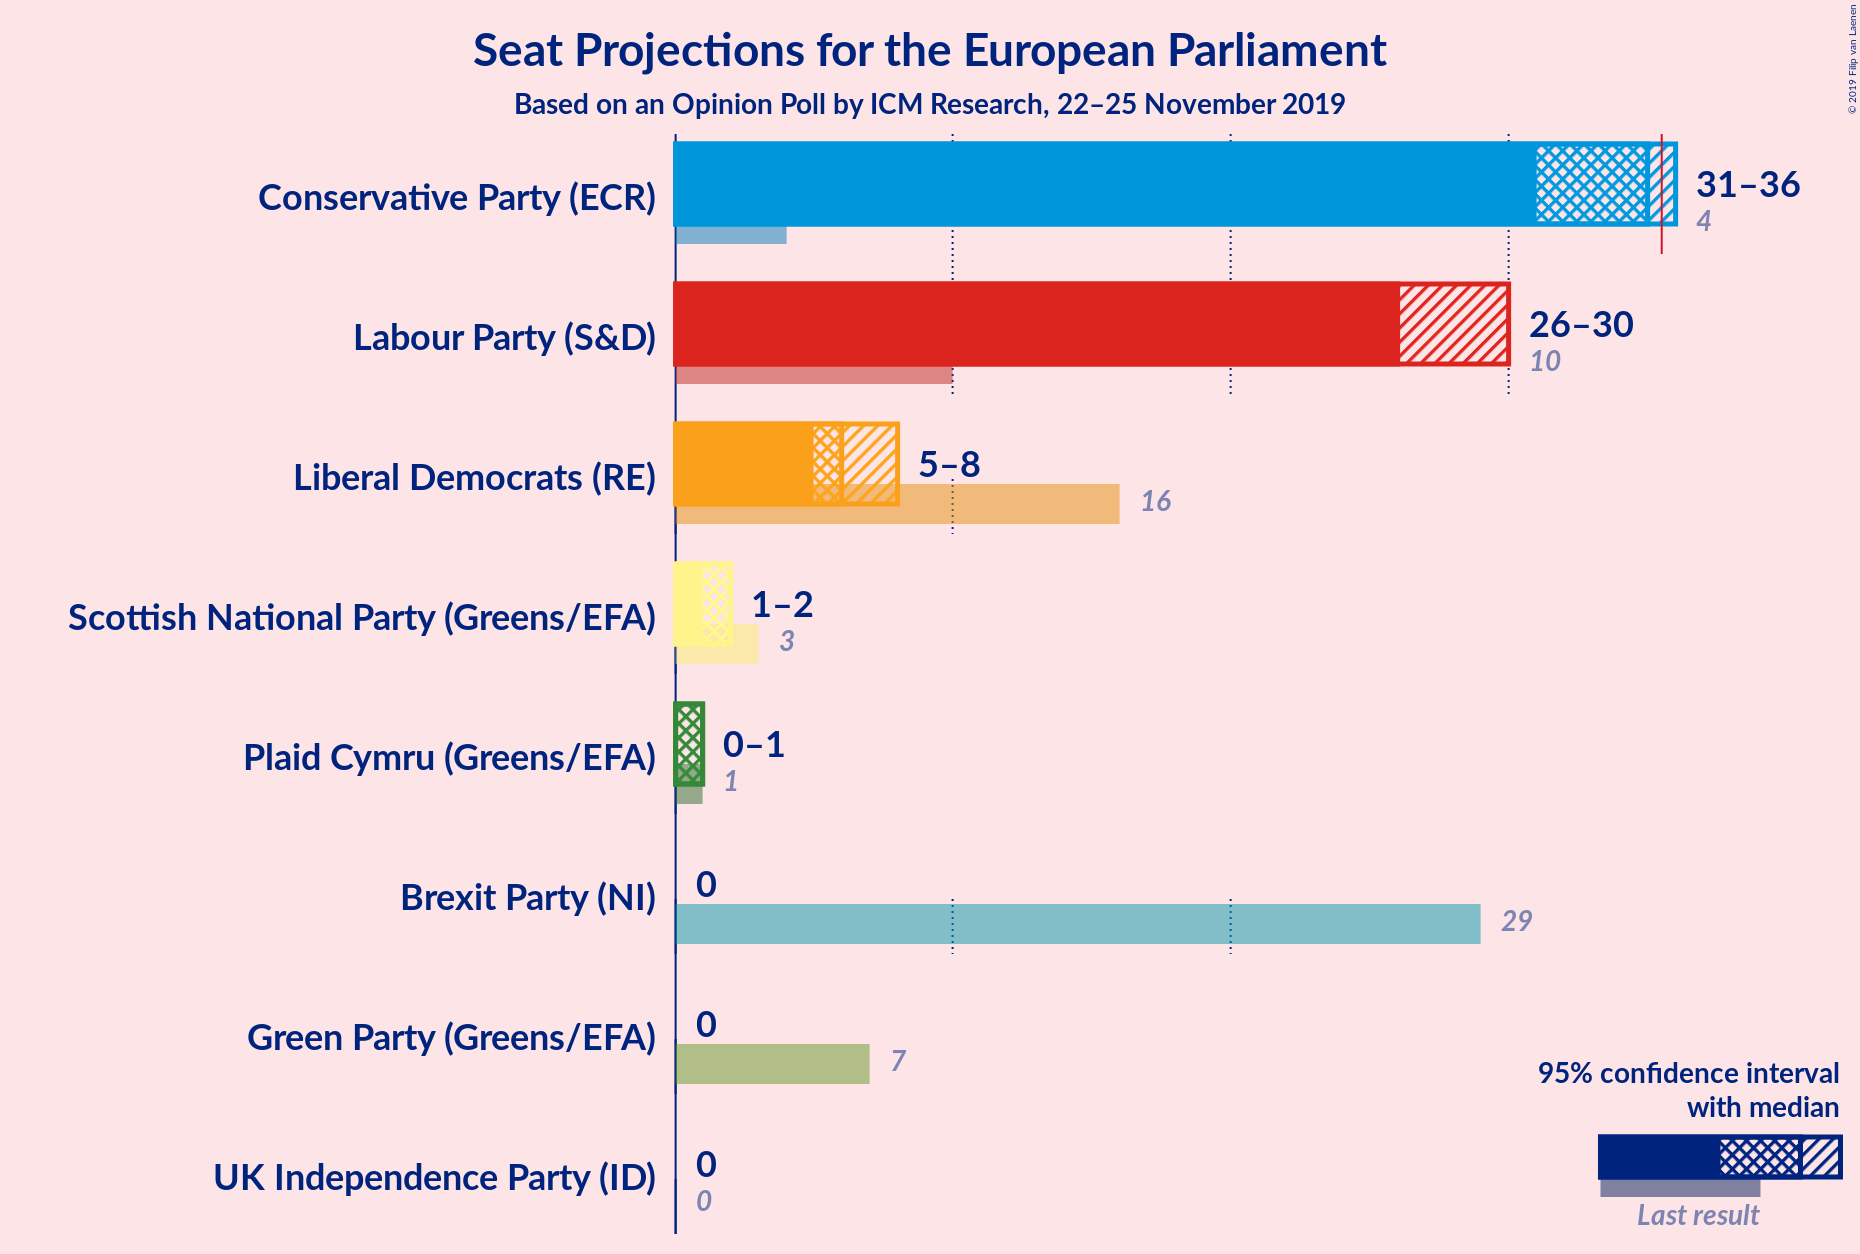 Seat Projections for the European Parliament
Based on an Opinion Poll by ICM Research, 22–25 November 2019
© 2019 Filip van Laenen
Conservative Party (ECR)
31–36
4
Labour Party (S&D)
26–30
10
Liberal Democrats (RE)
5–8
16
Scottish National Party (Greens/EFA)
1–2
3
Plaid Cymru (Greens/EFA)
0–1
1
Brexit Party (NI)
0
29
Green Party (Greens/EFA)
0
7
UK Independence Party (ID)
0
0
95% confidence interval
with median
Last result